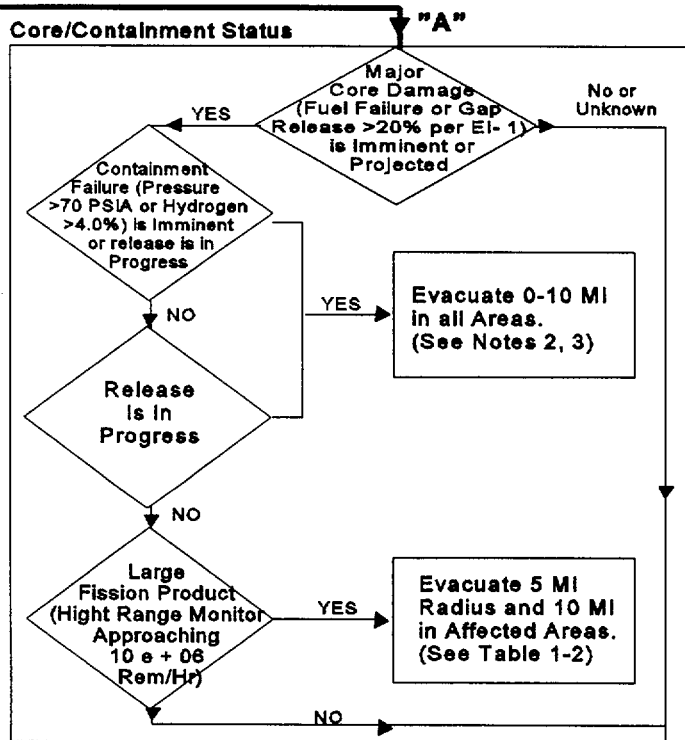 Core/Containment Status
"A"
Major
Core Damage
(Fuel Failure or Gap
Release >20% per EI- 1)
is Imminent or
Projected
YES
No or
Unknown
Containment
Failure (Pressure
>70 PSIA or Hydrogen
>4.0%) is Imminent
or release is in
Progress
YES
Evacuate 0-10 MI
in all Areas.
(See Notes 2, 3)
NO
Release
Is In
Progress
NO
Large
Fission Product
(Hight Range Monitor
Approaching
10 e + 06
Rem/Hr)
YES
Evacuate 5 MI
Radius and 10 MI
in Affected Areas.
(See Table 1-2)
NO